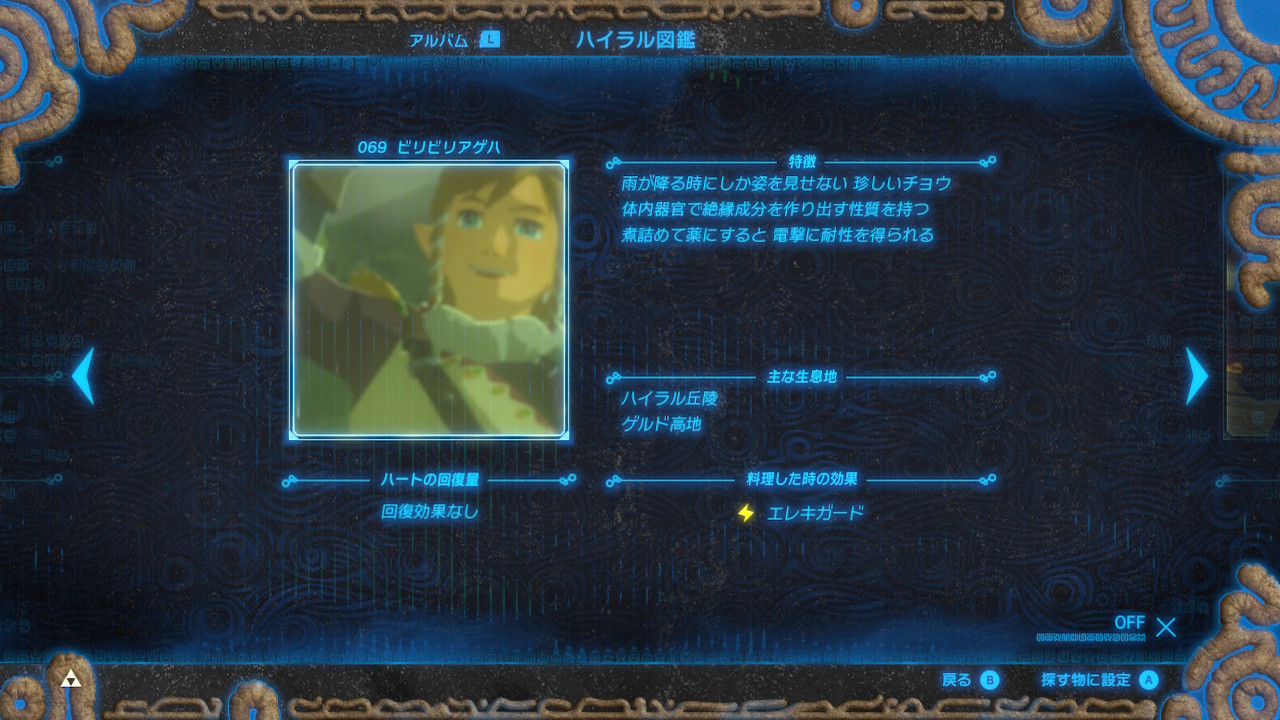 アルバム L
ハイラル図鑑
069 ビリビリアゲハ
特徴
雨が降る時にしか姿を見せない 珍しいチョウ
体内器官で絶縁成分を作り出す性質を持つ
煮詰めて薬にすると 電撃に耐性を得られる
主な生息地
ハイラル丘陵
ゲルド高地
ハートの回復量
回復効果なし
料理した時の効果
エレキガード
OFF
戻る B
探す物に設定 A